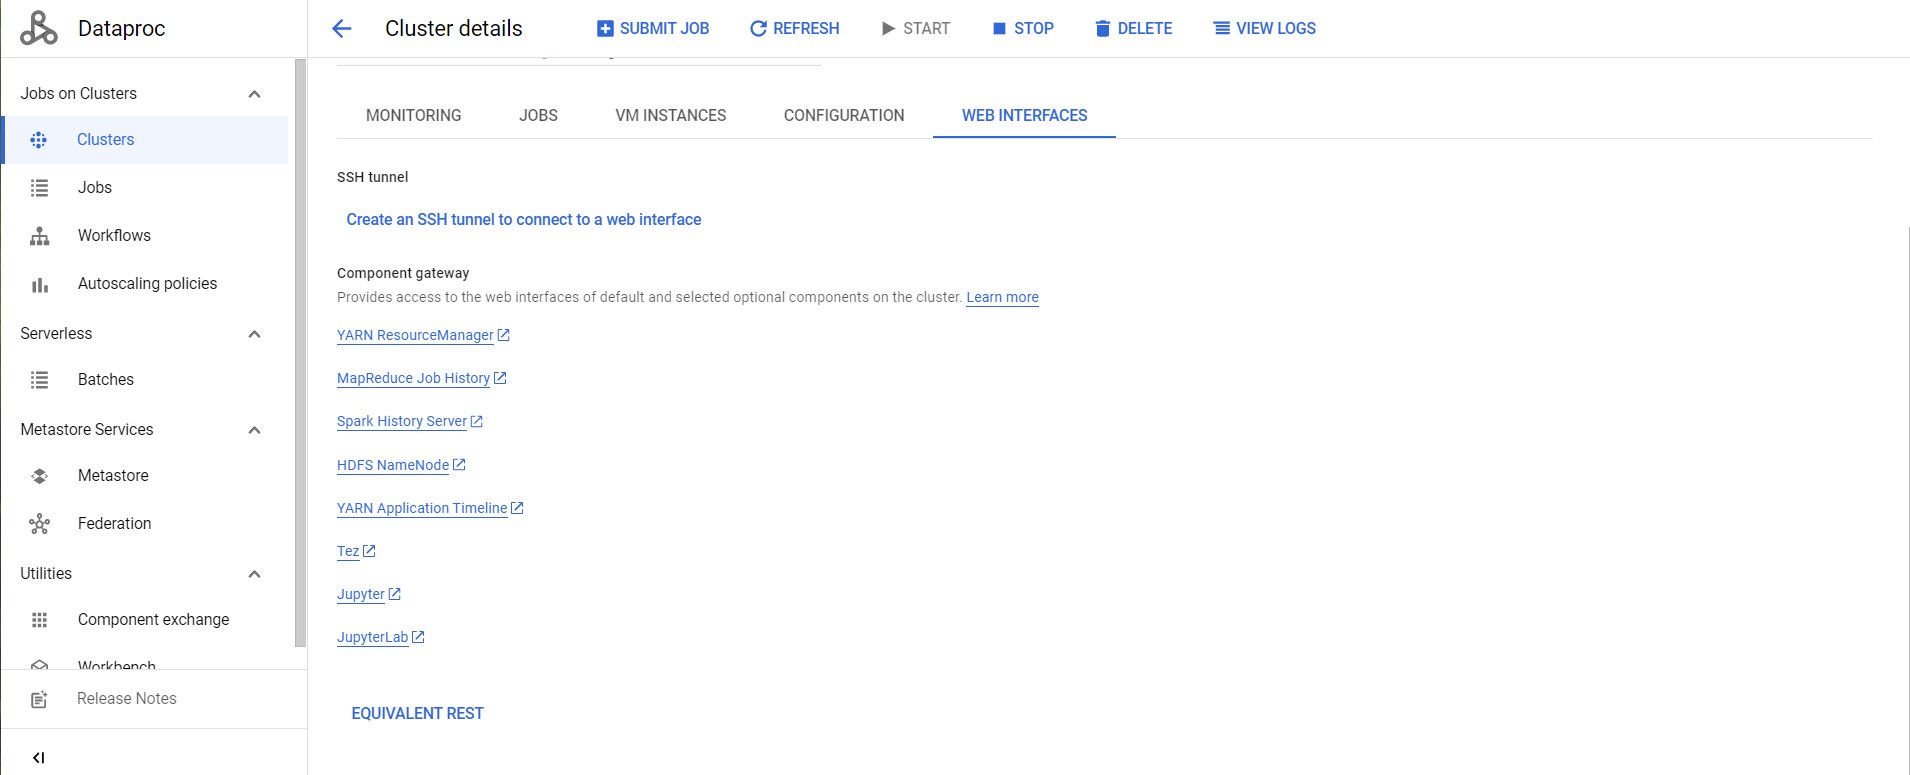 Dataproc
Cluster details
SUBMIT JOB
REFRESH
START
STOP
DELETE
VIEW LOGS
Jobs on Clusters
Clusters
Jobs
Workflows
Autoscaling policies
Serverless
Batches
Metastore Services
Metastore
Federation
Utilities
Component exchange
Workbench
Release Notes
MONITORING
JOBS
VM INSTANCES
CONFIGURATION
WEB INTERFACES
SSH tunnel
Create an SSH tunnel to connect to a web interface
Component gateway
Provides access to the web interfaces of default and selected optional components on the cluster. Learn more
YARN ResourceManager
MapReduce Job History
Spark History Server
HDFS NameNode
YARN Application Timeline
Tez
Jupyter
JupyterLab
EQUIVALENT REST